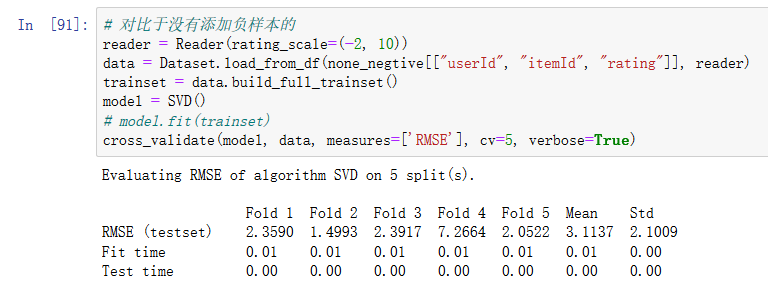 In [91]:
# 对比于没有添加负样本的
reader = Reader(rating_scale=(-2, 10))
data = Dataset.load_from_df(none_negtive[["userId", "itemId", "rating"]], reader)
trainset = data.build_full_trainset()
model = SVD()
# model.fit(trainset)
cross_validate(model, data, measures=['RMSE'], cv=5, verbose=True)
Evaluating RMSE of algorithm SVD on 5 split(s).
Fold 1 Fold 2 Fold 3 Fold 4 Fold 5 Mean Std
RMSE (testset) 2.3590 1.4993 2.3917 7.2664 2.0522 3.1137 2.1009
Fit time 0.01 0.01 0.01 0.01 0.01 0.01 0.00
Test time 0.00 0.00 0.00 0.00 0.00 0.00 0.00